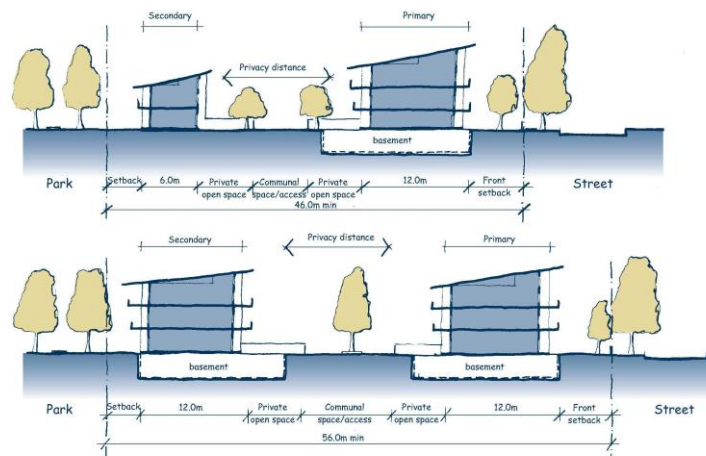 Secondary
Primary
Privacy distance
basement
Park
Setback
6.0m
Private
open space
Communal
space/access
Private
open space
12.0m
Front
setback
Street
46.0m min
Secondary
Privacy distance
Primary
basement
basement
Park
Setback
12.0m
Private
open space
Communal
space/access
Private
open space
12.0m
Front
setback
Street
56.0m min